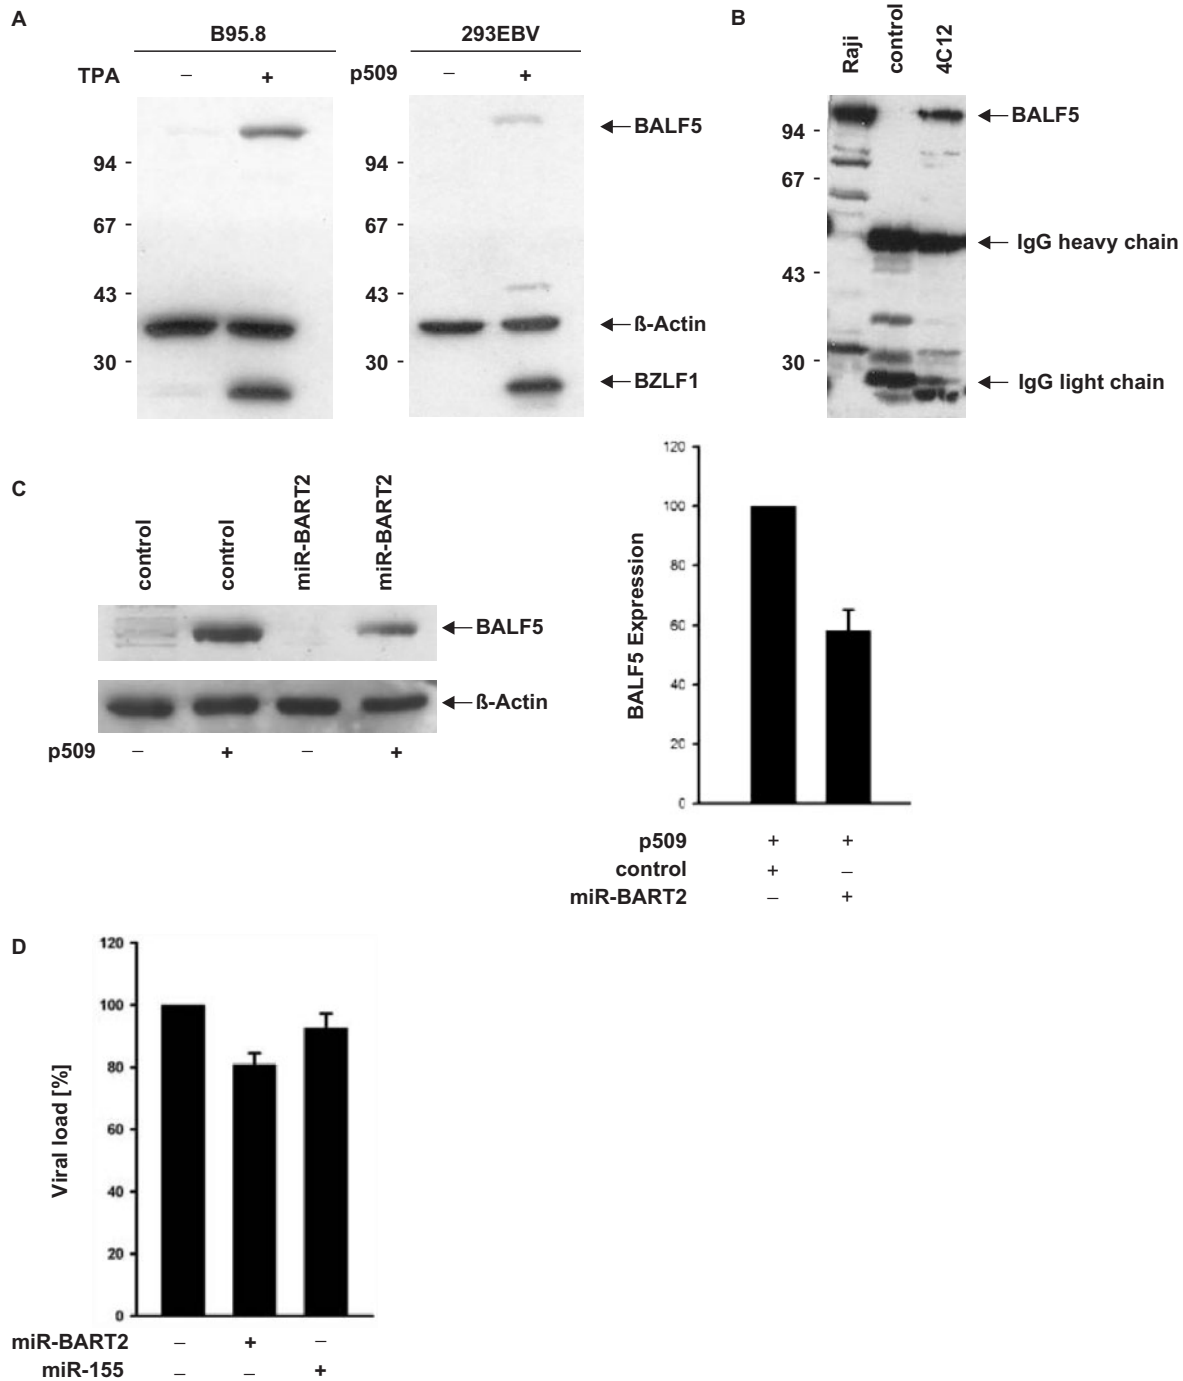 A
B95.8
293EBV
TPA – +
p509 – +
94 -
67 -
43 -
30 -
94 -
67 -
43 -
30 -
BALF5
ß-Actin
BZLF1
B
Raji
control
4C12
94 -
67 -
43 -
30 -
BALF5
IgG heavy chain
IgG light chain
C
control
control
miR-BART2
miR-BART2
BALF5
ß-Actin
p509 – + – +
BALF5 Expression
120
100
80
60
40
20
0
p509 + +
control + –
miR-BART2 – +
D
Viral load [%]
120
100
80
60
40
20
0
miR-BART2 – + –
miR-155 – – +